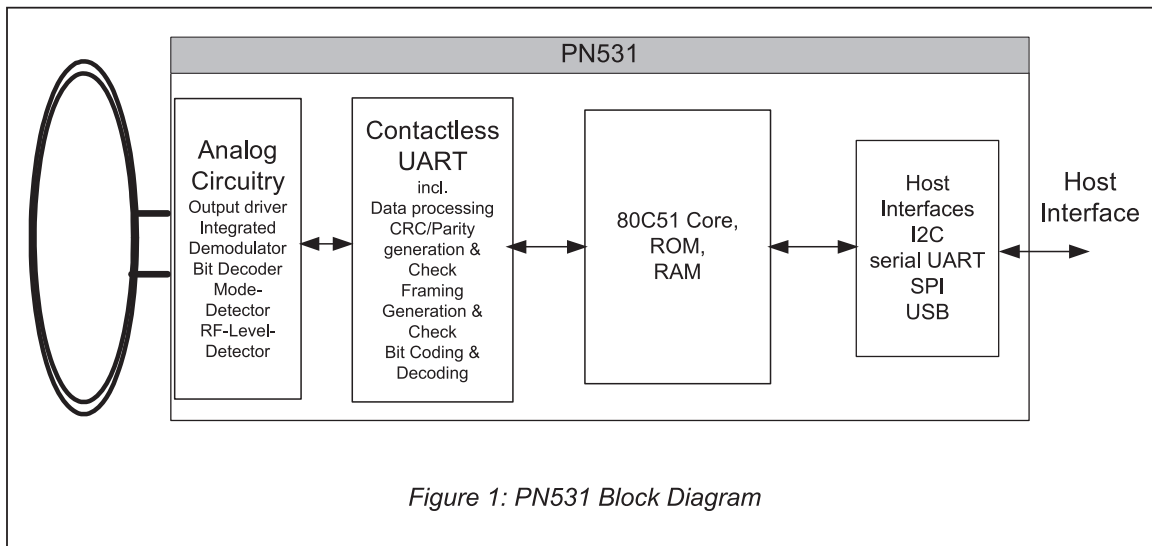 PN531
Analog
Circuitry
Output driver
Integrated
Demodulator
Bit Decoder
Mode-
Detector
RF-Level-
Detector
Contactless
UART
incl.
Data processing
CRC/Parity
generation &
Check
Framing
Generation &
Check
Bit Coding &
Decoding
80C51 Core,
ROM,
RAM
Host
Interfaces
I2C
serial UART
SPI
USB
Host
Interface
Figure 1: PN531 Block Diagram